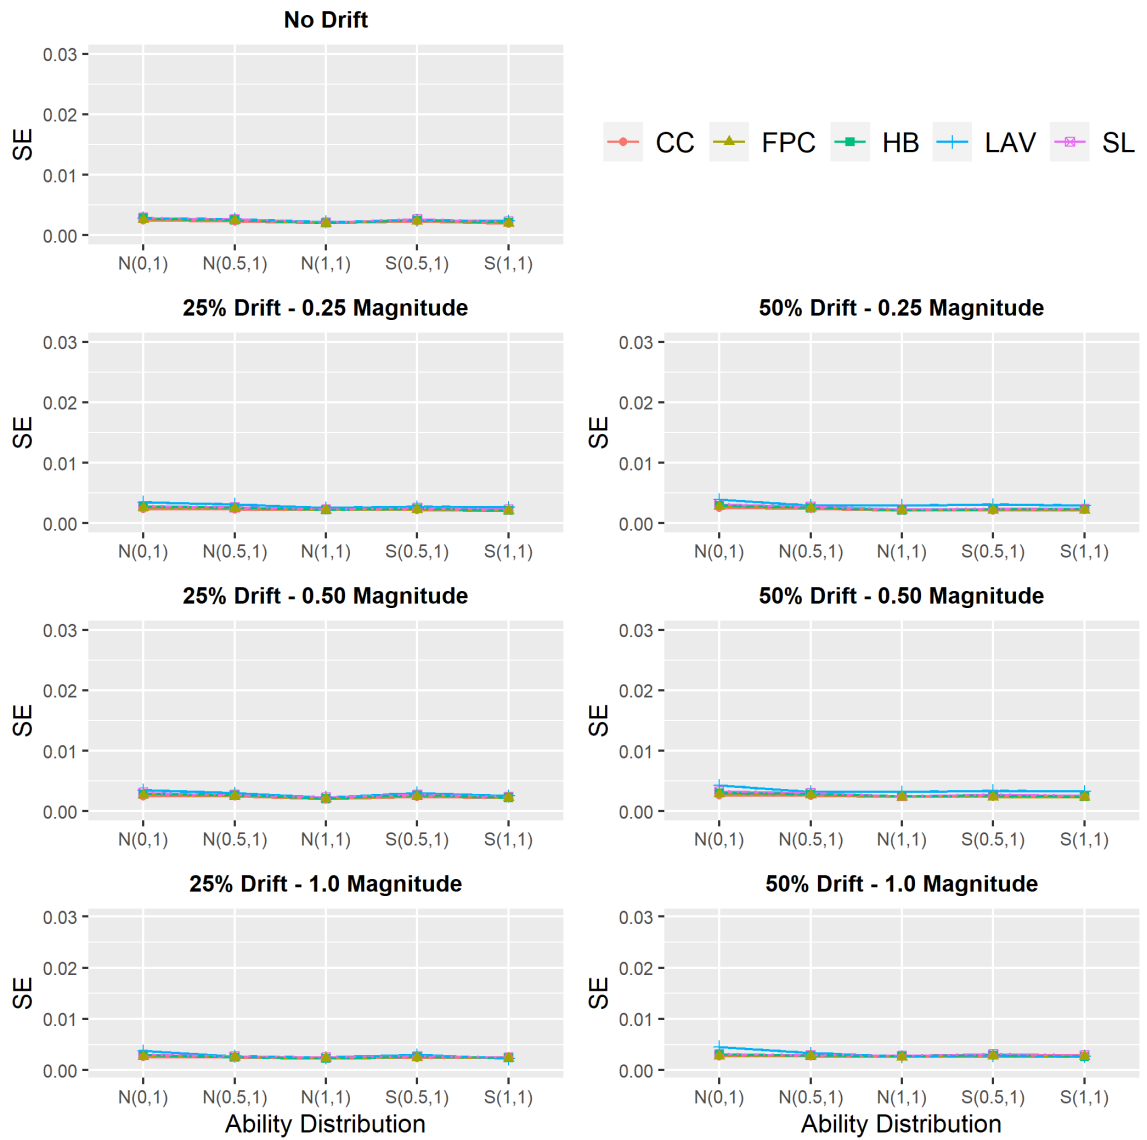 No Drift
0.03
0.02
0.01
0.00
SE
N(0,1) N(0.5,1) N(1,1) S(0.5,1) S(1,1)
CC FPC HB LAV SL
25% Drift - 0.25 Magnitude
0.03
0.02
0.01
0.00
SE
N(0,1) N(0.5,1) N(1,1) S(0.5,1) S(1,1)
50% Drift - 0.25 Magnitude
0.03
0.02
0.01
0.00
SE
N(0,1) N(0.5,1) N(1,1) S(0.5,1) S(1,1)
25% Drift - 0.50 Magnitude
0.03
0.02
0.01
0.00
SE
N(0,1) N(0.5,1) N(1,1) S(0.5,1) S(1,1)
50% Drift - 0.50 Magnitude
0.03
0.02
0.01
0.00
SE
N(0,1) N(0.5,1) N(1,1) S(0.5,1) S(1,1)
25% Drift - 1.0 Magnitude
0.03
0.02
0.01
0.00
SE
N(0,1) N(0.5,1) N(1,1) S(0.5,1) S(1,1)
Ability Distribution
50% Drift - 1.0 Magnitude
0.03
0.02
0.01
0.00
SE
N(0,1) N(0.5,1) N(1,1) S(0.5,1) S(1,1)
Ability Distribution